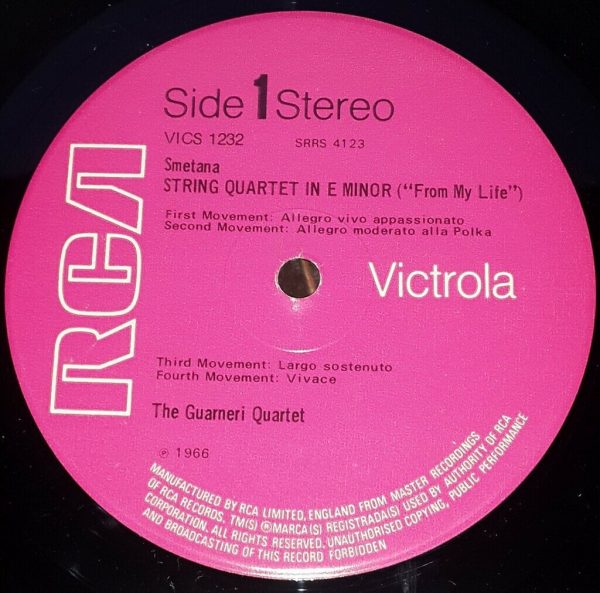 Side 1 Stereo
VICS 1232 SRRS 4123
Smetana
STRING QUARTET IN E MINOR ("From My Life")
First Movement: Allegro vivo appassionato
Second Movement: Allegro moderato alla Polka
RCA
Victrola
Third Movement: Largo sostenuto
Fourth Movement: Vivace
The Guarneri Quartet
℗ 1966
MANUFACTURED BY RCA LIMITED, ENGLAND FROM MASTER RECORDINGS
OF RCA RECORDS. TM(S) ® MARCA(S) REGISTRADA(S) USED BY AUTHORITY OF RCA
CORPORATION. ALL RIGHTS RESERVED. UNAUTHORISED COPYING, PUBLIC PERFORMANCE
AND BROADCASTING OF THIS RECORD FORBIDDEN